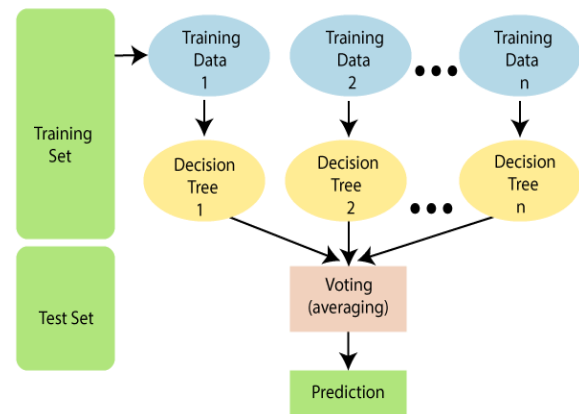 Training
Set
Training
Data
1
Training
Data
2
Training
Data
n
Decision
Tree
1
Decision
Tree
2
Decision
Tree
n
Test Set
Voting
(averaging)
Prediction